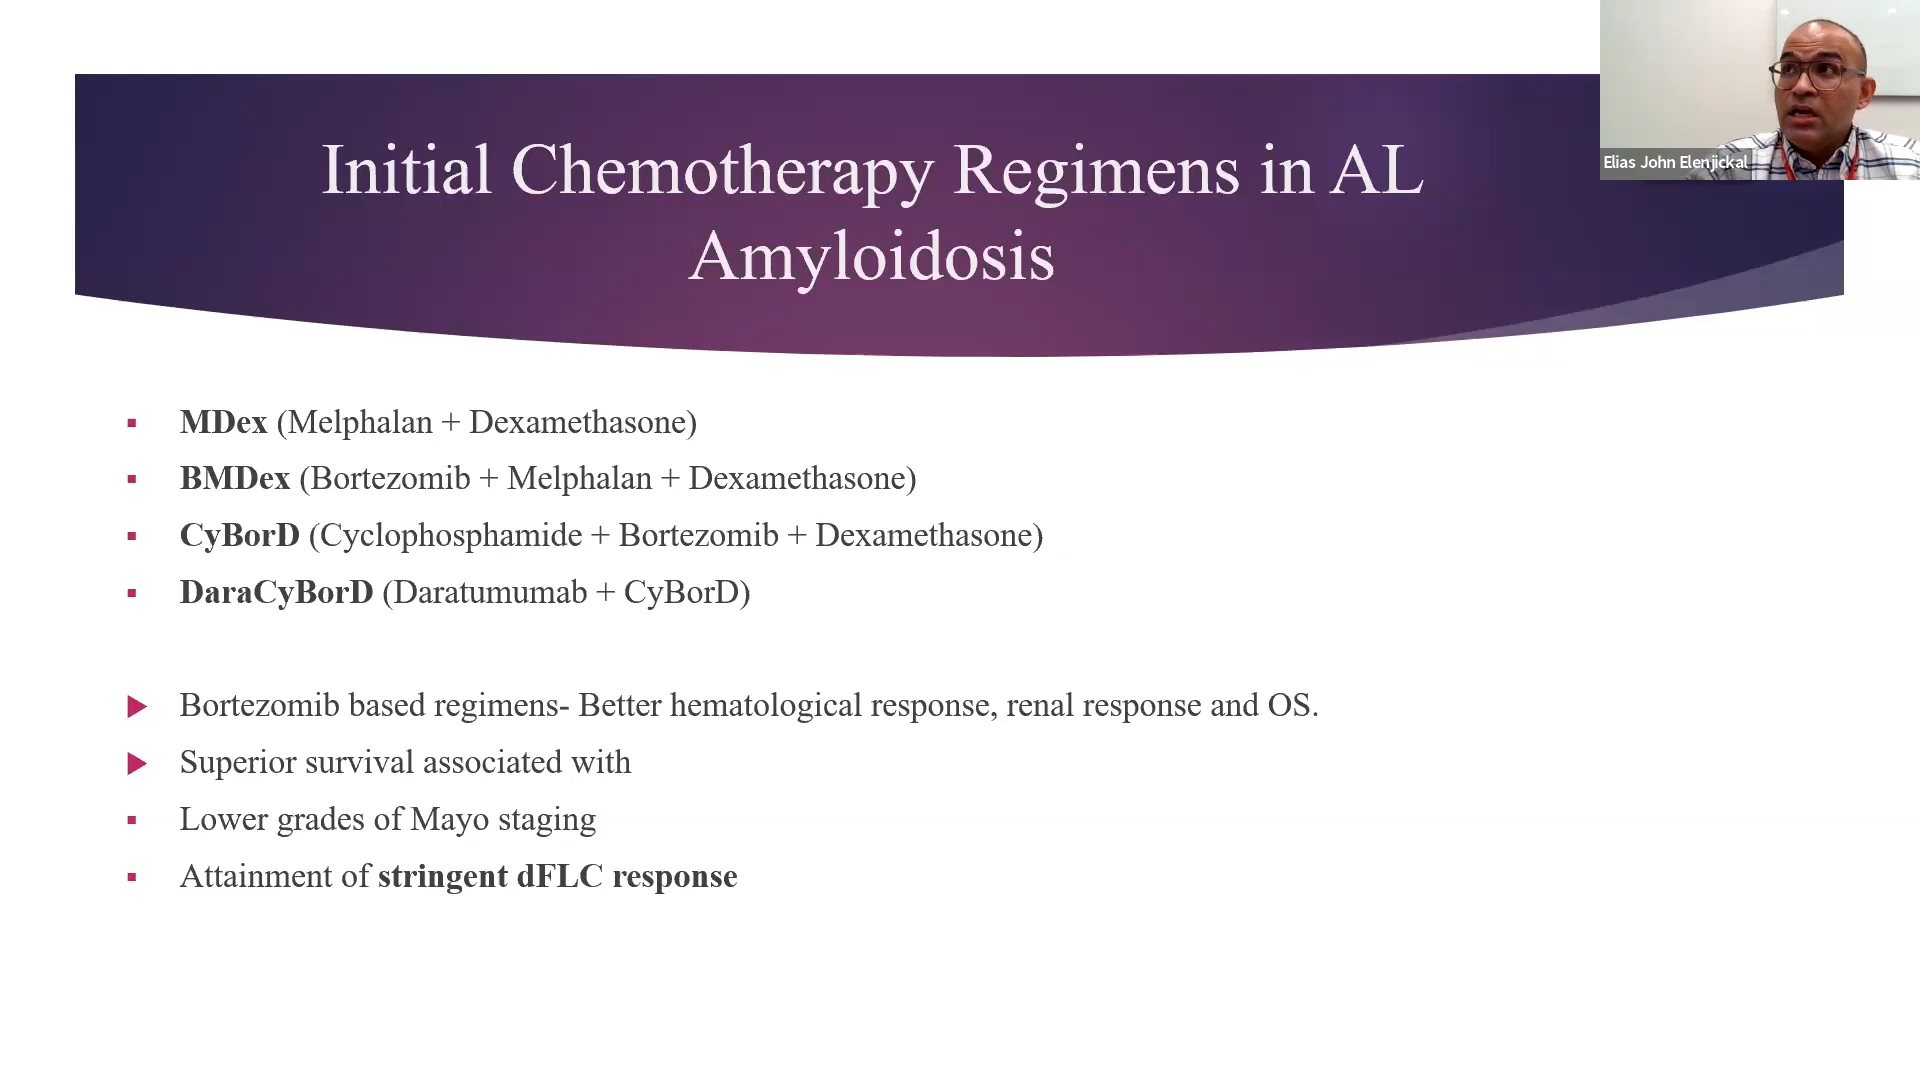 Initial Chemotherapy Regimens in AL
Amyloidosis
Elias John Elenjickal
MDex (Melphalan + Dexamethasone)
BMDex (Bortezomib + Melphalan + Dexamethasone)
CyBorD (Cyclophosphamide + Bortezomib + Dexamethasone)
DaraCyBorD (Daratumumab + CyBorD)
Bortezomib based regimens- Better hematological response, renal response and OS.
Superior survival associated with
Lower grades of Mayo staging
Attainment of stringent dFLC response